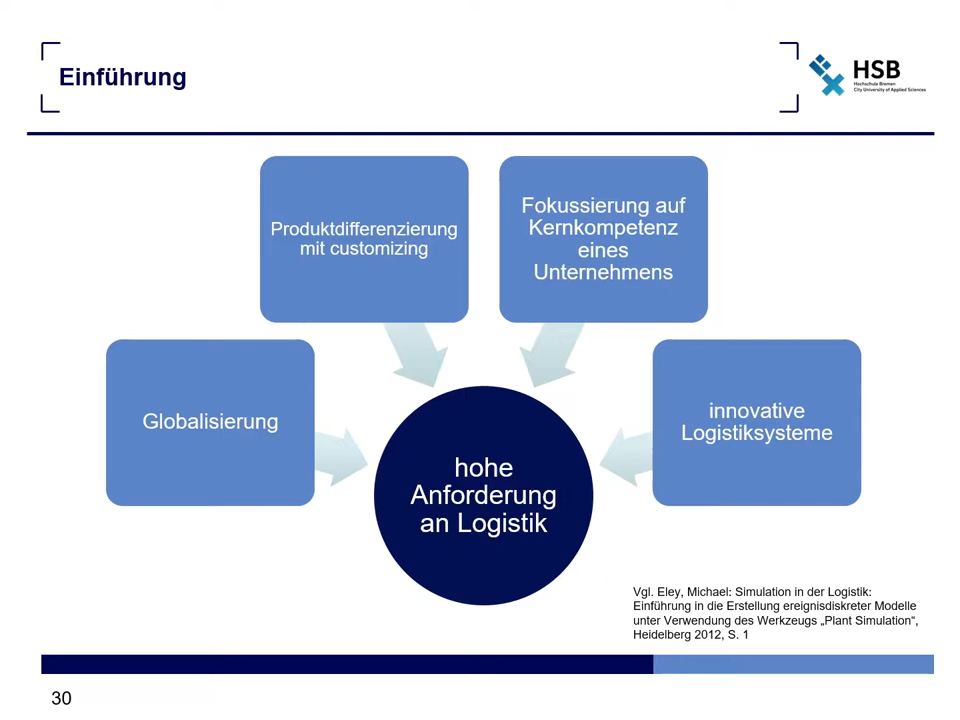 Einführung
HSB
Hochschule Bremen
City University of Applied Sciences
Produktdifferenzierung
mit customizing
Fokussierung auf
Kernkompetenz
eines
Unternehmens
Globalisierung
innovative
Logistiksysteme
hohe
Anforderung
an Logistik
Vgl. Eley, Michael: Simulation in der Logistik:
Einführung in die Erstellung ereignisdiskreter Modelle
unter Verwendung des Werkzeugs „Plant Simulation“,
Heidelberg 2012, S. 1
30